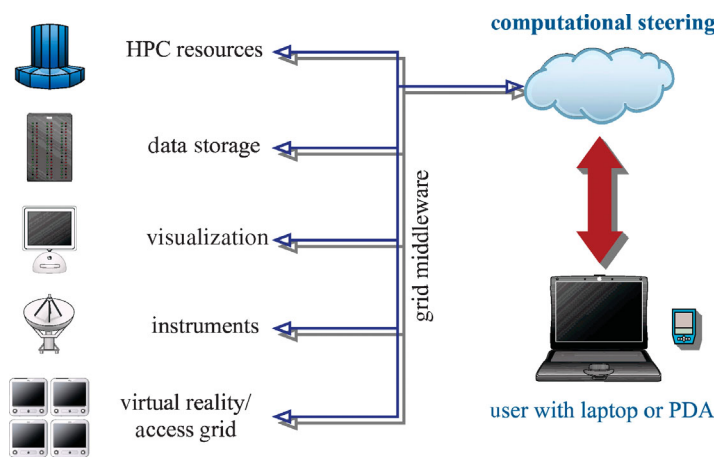 computational steering
HPC resources
data storage
visualization
instruments
virtual reality/
access grid
grid middleware
user with laptop or PDA